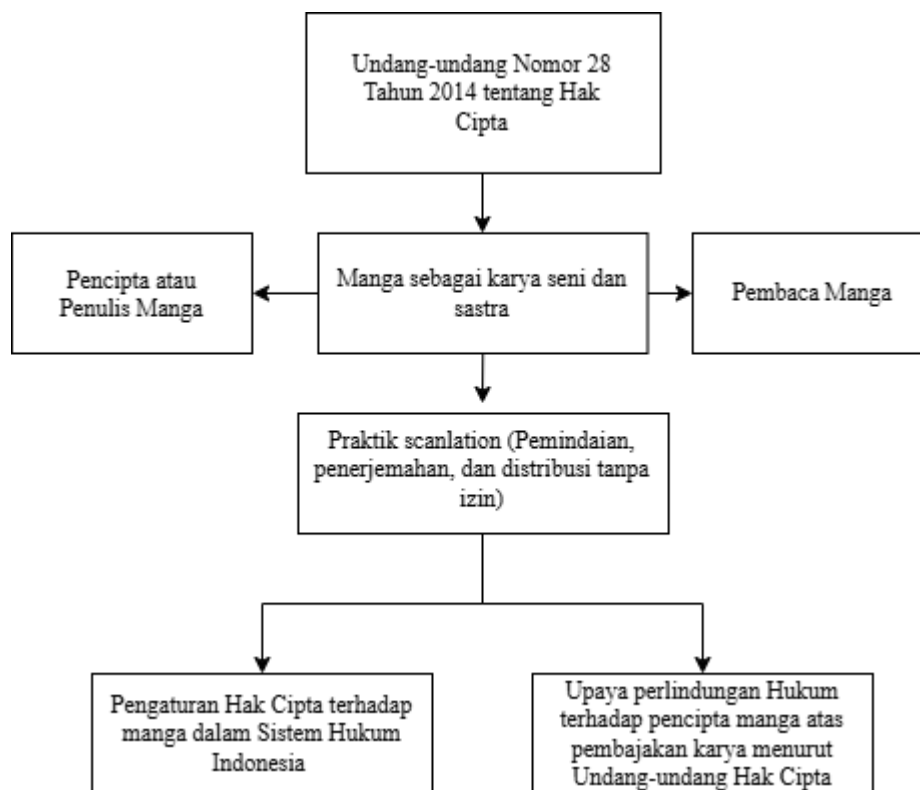 Undang-undang Nomor 28
Tahun 2014 tentang Hak
Cipta
Pencipta atau
Penulis Manga
Manga sebagai karya seni dan
sastra
Pembaca Manga
Praktik scanlation (Pemindaian,
penerjemahan, dan distribusi tanpa
izin)
Pengaturan Hak Cipta terhadap
manga dalam Sistem Hukum
Indonesia
Upaya perlindungan Hukum
terhadap pencipta manga atas
pembajakan karya menurut
Undang-undang Hak Cipta